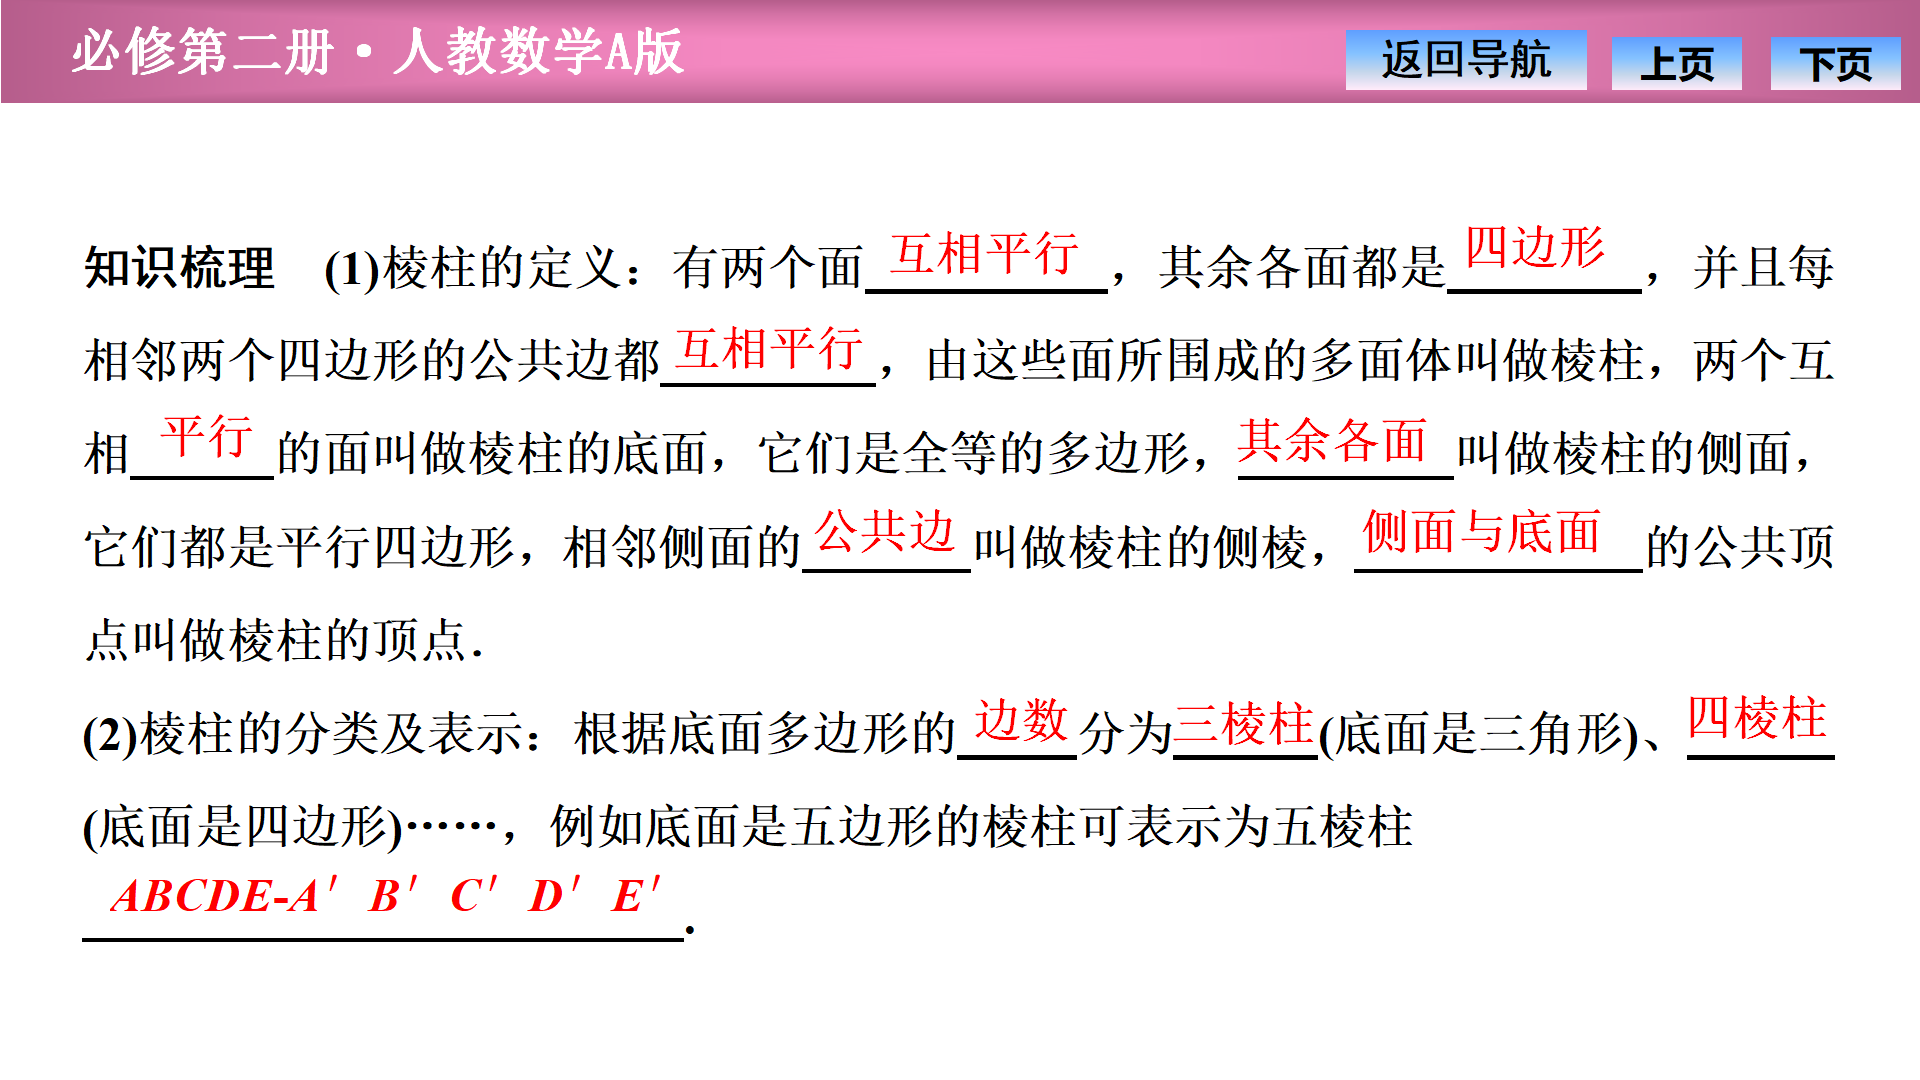 必修第二册·人教数学A版
返回导航 上页 下页
知识梳理 (1)棱柱的定义：有两个面互相平行，其余各面都是四边形，并且每
相邻两个四边形的公共边都互相平行，由这些面所围成的多面体叫做棱柱，两个互
相平行的面叫做棱柱的底面，它们是全等的多边形，其余各面叫做棱柱的侧面，
它们都是平行四边形，相邻侧面的公共边叫做棱柱的侧棱，侧面与底面的公共顶
点叫做棱柱的顶点．
(2)棱柱的分类及表示：根据底面多边形的边数分为三棱柱(底面是三角形)、四棱柱
(底面是四边形)……，例如底面是五边形的棱柱可表示为五棱柱
ABCDE-A′ B′ C′ D′ E′.